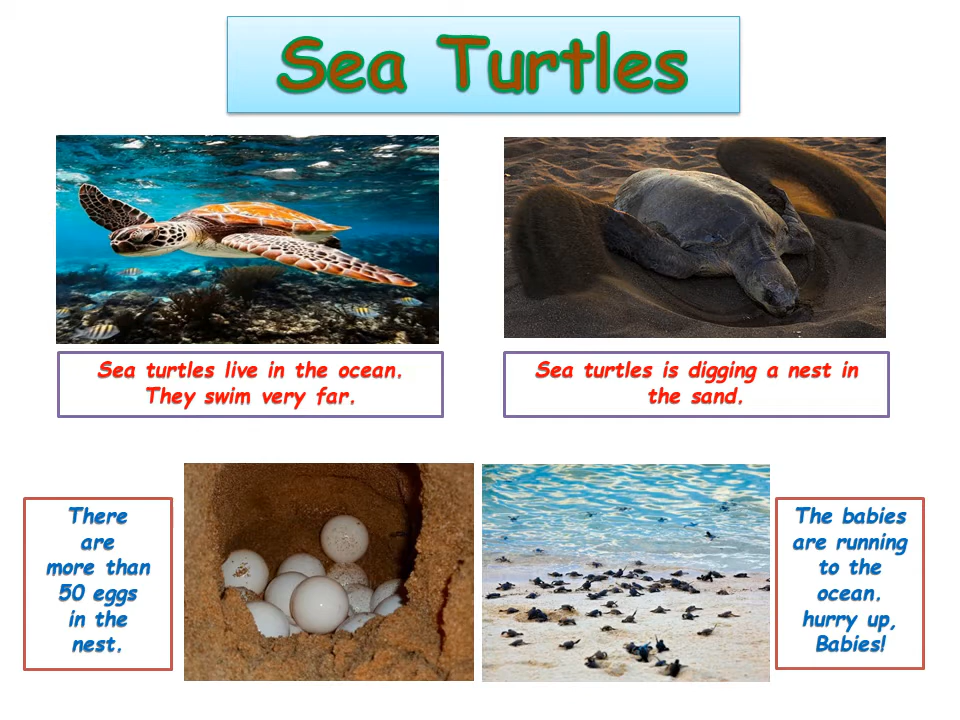 Sea Turtles
Sea turtles live in the ocean.
They swim very far.
Sea turtles is digging a nest in
the sand.
There
are
more than
50 eggs
in the
nest.
The babies
are running
to the
ocean.
hurry up,
Babies!